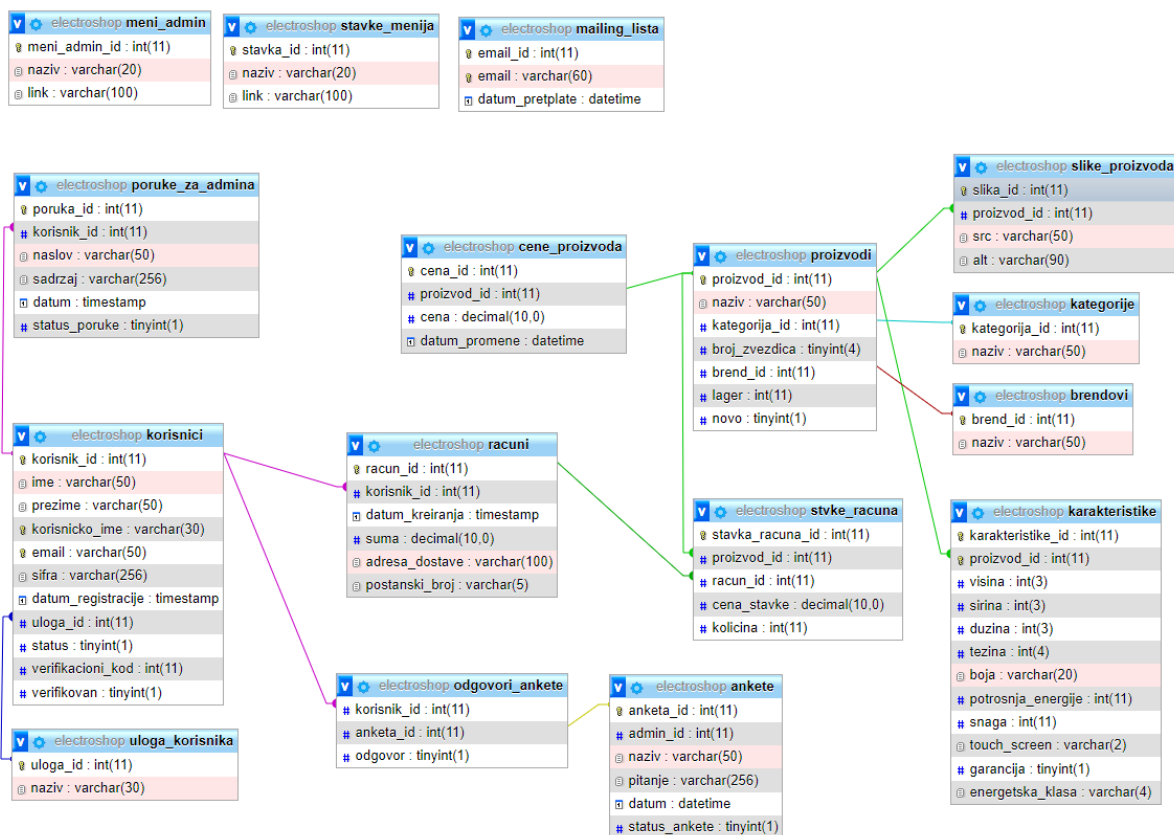 v electroshop meni_admin
meni_admin_id : int(11)
naziv : varchar(20)
link : varchar(100)
v electroshop stavke_menija
stavka_id : int(11)
naziv : varchar(20)
link : varchar(100)
v electroshop mailing_lista
email_id : int(11)
email : varchar(60)
datum_pretplate : datetime
v electroshop poruke_za_admina
poruka_id : int(11)
# korisnik_id : int(11)
naslov : varchar(50)
sadrzaj : varchar(256)
datum : timestamp
# status_poruke : tinyint(1)
v electroshop cene_proizvoda
cena_id : int(11)
# proizvod_id : int(11)
# cena : decimal(10,0)
datum_promene : datetime
v electroshop proizvodi
proizvod_id : int(11)
naziv : varchar(50)
# kategorija_id : int(11)
# broj_zvezdica : tinyint(4)
# brend_id : int(11)
# lager : int(11)
# novo : tinyint(1)
v electroshop slike_proizvoda
slika_id : int(11)
# proizvod_id : int(11)
src : varchar(50)
alt : varchar(90)
v electroshop kategorije
kategorija_id : int(11)
naziv : varchar(50)
v electroshop brendovi
brend_id : int(11)
naziv : varchar(50)
v electroshop korisnici
korisnik_id : int(11)
ime : varchar(50)
prezime : varchar(50)
korisnicko_ime : varchar(30)
email : varchar(50)
sifra : varchar(256)
datum_registracije : timestamp
# uloga_id : int(11)
# status : tinyint(1)
# verifikacioni_kod : int(11)
# verifikovan : tinyint(1)
v electroshop racuni
racun_id : int(11)
# korisnik_id : int(11)
datum_kreiranja : timestamp
# suma : decimal(10,0)
adresa_dostave : varchar(100)
postanski_broj : varchar(5)
v electroshop stvke_racuna
stavka_racuna_id : int(11)
# proizvod_id : int(11)
# racun_id : int(11)
# cena_stavke : decimal(10,0)
# kolicina : int(11)
v electroshop karakteristike
karakteristike_id : int(11)
proizvod_id : int(11)
# visina : int(3)
# sirina : int(3)
# duzina : int(3)
# tezina : int(4)
boja : varchar(20)
# potrosnja_energije : int(11)
# snaga : int(11)
touch_screen : varchar(2)
# garancija : tinyint(1)
energetska_klasa : varchar(4)
v electroshop uloga_korisnika
uloga_id : int(11)
naziv : varchar(30)
v electroshop odgovori_ankete
# korisnik_id : int(11)
# anketa_id : int(11)
# odgovor : tinyint(1)
v electroshop ankete
anketa_id : int(11)
# admin_id : int(11)
naziv : varchar(50)
pitanje : varchar(256)
datum : datetime
# status_ankete : tinyint(1)